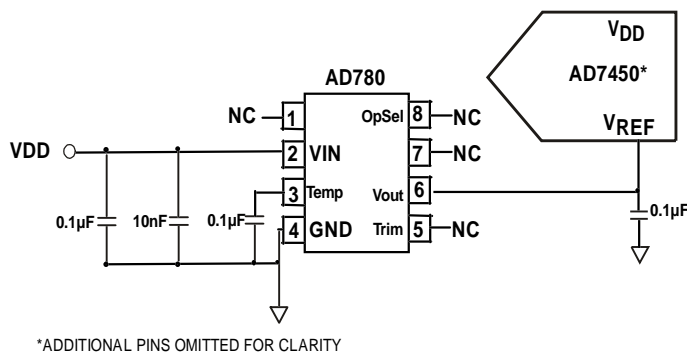 VDD
AD7450*
VREF
AD780
NC 1 OpSel 8 NC
VDD 2 VIN 7 NC
3 Temp Vout 6
4 GND Trim 5 NC
0.1µF 10nF 0.1µF 0.1µF
*ADDITIONAL PINS OMITTED FOR CLARITY